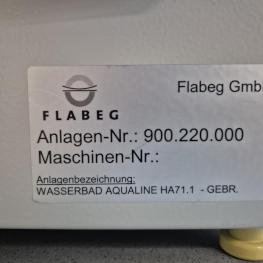 Flabeg Gmb
FLABEG
Anlagen-Nr.: 900.220.000
Maschinen-Nr.:
Anlagenbezeichnung:
WASSERBAD AQUALINE HA71.1 - GEBR.